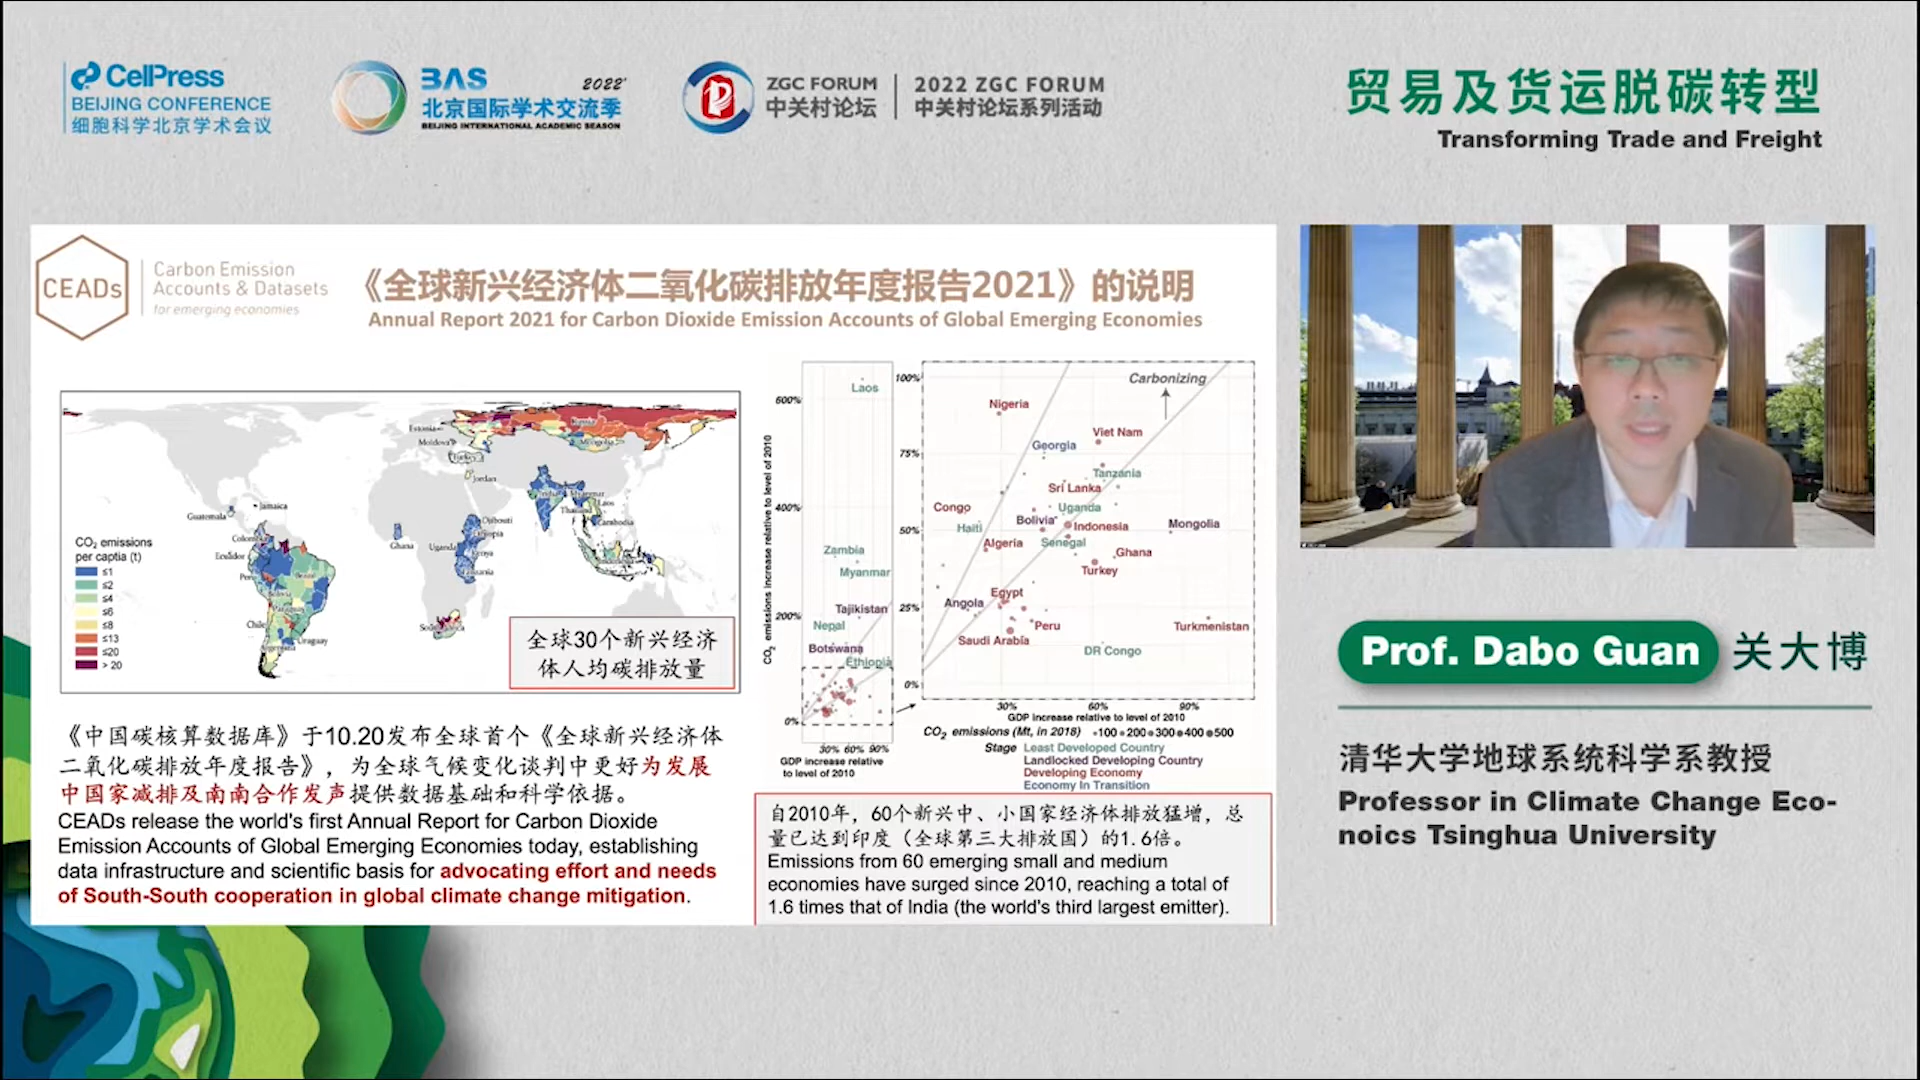 CellPress
BEIJING CONFERENCE
细胞科学北京学术会议
BAS 2022
北京国际学术交流季
BEIJING INTERNATIONAL ACADEMIC SEASON
ZGC FORUM
中关村论坛
2022 ZGC FORUM
中关村论坛系列活动
贸易及货运脱碳转型
Transforming Trade and Freight
CEADs
Carbon Emission
Accounts & Datasets
for emerging economies
《全球新兴经济体二氧化碳排放年度报告2021》的说明
Annual Report 2021 for Carbon Dioxide Emission Accounts of Global Emerging Economies
Estonia
Russia
Moldova
Mongolia
Turkey
Jordan
Jamaica
Guatemala
India
Myanmar
Laos
Thailand
Cambodia
Djibouti
Ethiopia
Colombia
Ghana
Uganda
Kenya
Ecuador
Tanzania
Indonesia
Peru
Brazil
Bolivia
Paraguay
Chile
Uruguay
Argentina
South Africa
CO2 emissions
per captia (t)
≤1
≤2
≤4
≤6
≤8
≤13
≤20
> 20
全球30个新兴经济
体人均碳排放量
《中国碳核算数据库》于10.20发布全球首个《全球新兴经济体
二氧化碳排放年度报告》，为全球气候变化谈判中更好为发展
中国家减排及南南合作发声提供数据基础和科学依据。
CEADs release the world's first Annual Report for Carbon Dioxide
Emission Accounts of Global Emerging Economies today, establishing
data infrastructure and scientific basis for advocating effort and needs
of South-South cooperation in global climate change mitigation.
CO2 emissions increase relative to level of 2010
600%
400%
200%
0%
Laos
Zambia
Myanmar
Tajikistan
Nepal
Botswana
Ethiopia
30% 60% 90%
GDP increase relative
to level of 2010
100%
75%
50%
25%
0%
Carbonizing
Nigeria
Viet Nam
Georgia
Tanzania
Sri Lanka
Congo
Uganda
Haiti
Bolivia
Indonesia
Mongolia
Algeria
Senegal
Ghana
Turkey
Egypt
Angola
Peru
Turkmenistan
Saudi Arabia
DR Congo
30% 60% 90%
GDP increase relative to level of 2010
CO2 emissions (Mt, in 2018) •100 •200 •300 •400 •500
Stage Least Developed Country
Landlocked Developing Country
Developing Economy
Economy In Transition
自2010年，60个新兴中、小国家经济体排放猛增，总
量已达到印度（全球第三大排放国）的1.6倍。
Emissions from 60 emerging small and medium
economies have surged since 2010, reaching a total of
1.6 times that of India (the world's third largest emitter).
Prof. Dabo Guan 关大博
清华大学地球系统科学系教授
Professor in Climate Change Eco-
noics Tsinghua University